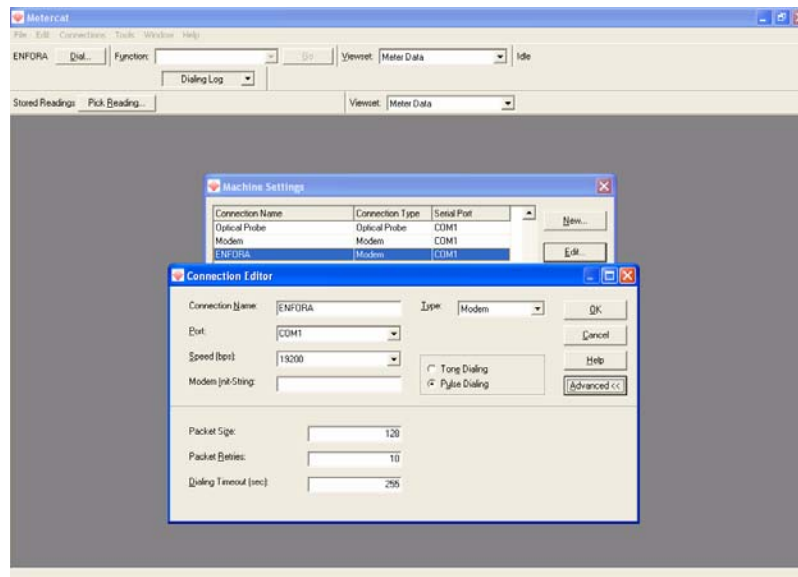 Metercat
File Edit Connections Tools Window Help
ENFORA Dial... Function: Go Viewset: Meter Data Idle
Dialing Log
Stored Readings Pick Reading... Viewset: Meter Data
Machine Settings
Connection Name Connection Type Serial Port
Optical Probe Optical Probe COM1 New...
Modem Modem COM1
ENFORA Modem COM1 Edit...
Connection Editor
Connection Name: ENFORA Type: Modem OK
Port: COM1 Cancel
Speed (bps): 19200 Help
Tone Dialing
Modem Init-String: Pulse Dialing Advanced <<
Packet Size: 128
Packet Retries: 10
Dialing Timeout (sec): 255